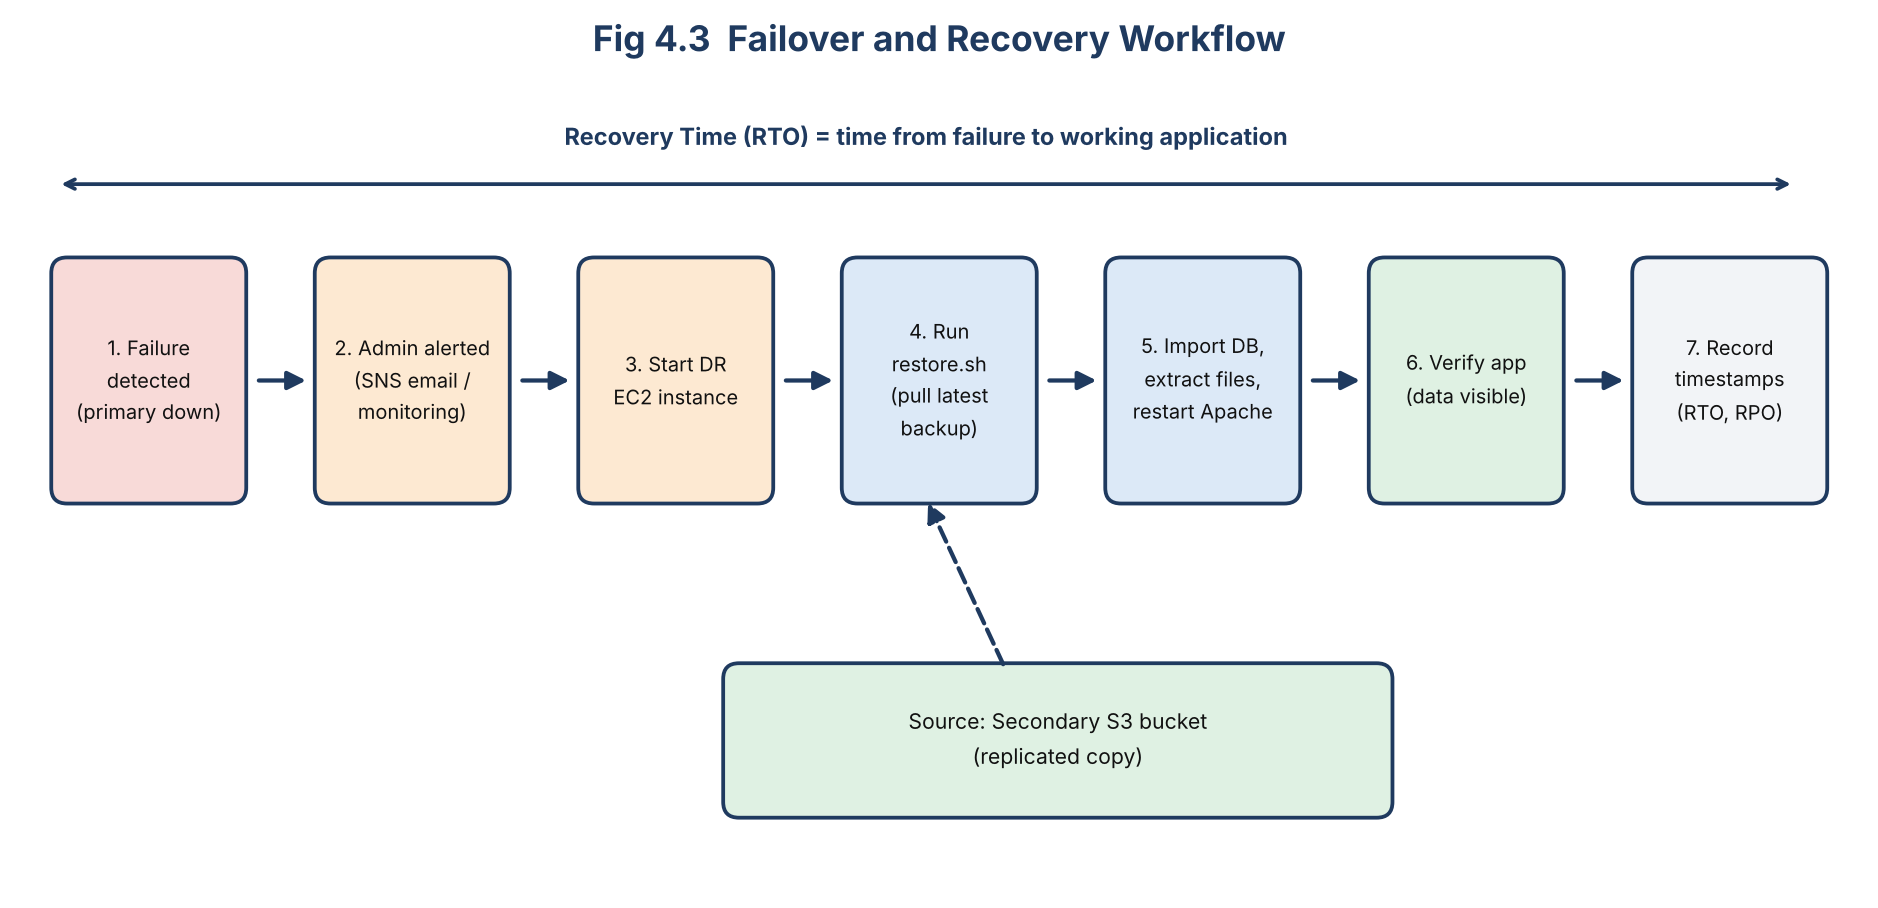 Fig 4.3 Failover and Recovery Workflow
Recovery Time (RTO) = time from failure to working application
1. Failure
detected
(primary down)
2. Admin alerted
(SNS email /
monitoring)
3. Start DR
EC2 instance
4. Run
restore.sh
(pull latest
backup)
5. Import DB,
extract files,
restart Apache
6. Verify app
(data visible)
7. Record
timestamps
(RTO, RPO)
Source: Secondary S3 bucket
(replicated copy)